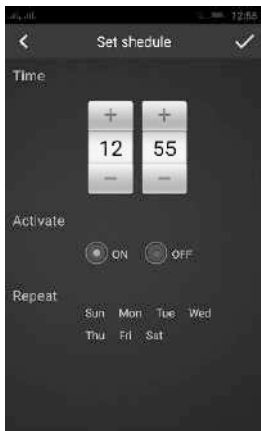 12:55
Set shedule
Time
+ +
12 55
− −
Activate
ON OFF
Repeat
Sun Mon Tue Wed
Thu Fri Sat